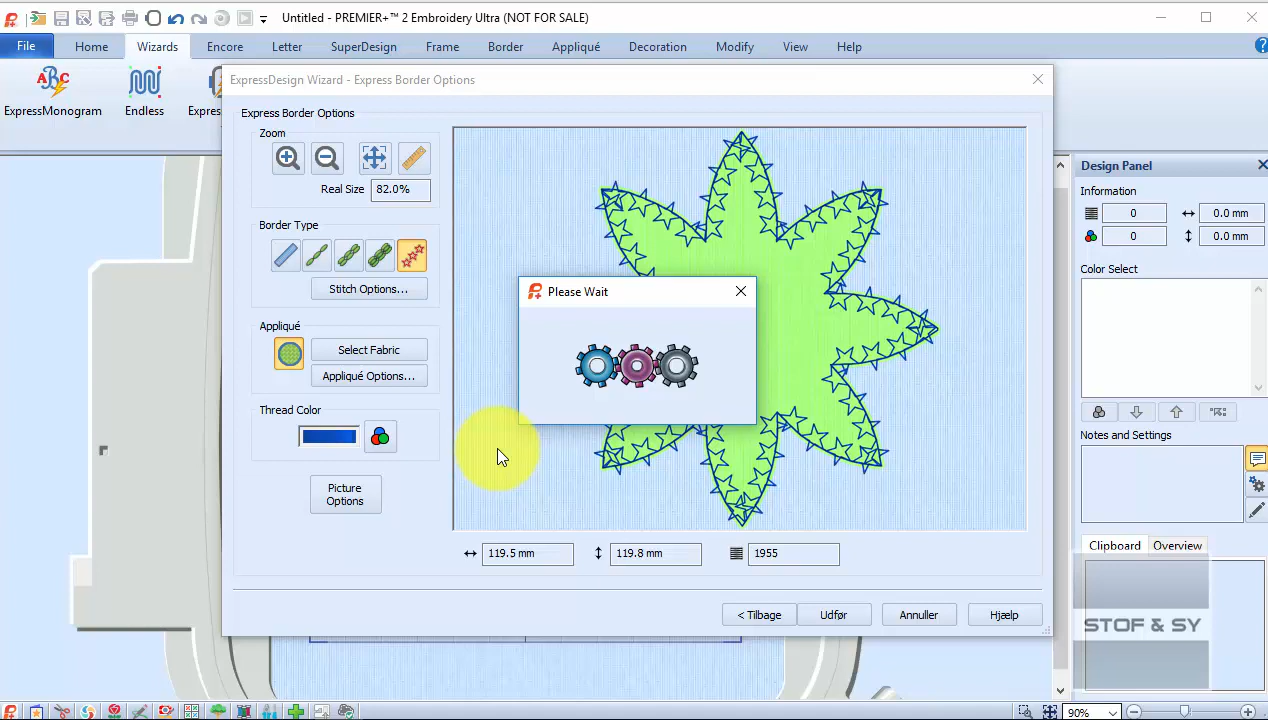 Untitled - PREMIER+™ 2 Embroidery Ultra (NOT FOR SALE)
File Home Wizards Encore Letter SuperDesign Frame Border Appliqué Decoration Modify View Help
ABC
ExpressMonogram Endless Expres
ExpressDesign Wizard - Express Border Options
Express Border Options
Zoom
Real Size 82.0%
Border Type
Stitch Options...
Appliqué
Select Fabric
Appliqué Options...
Thread Color
Picture
Options
Please Wait
119.5 mm 119.8 mm 1955
< Tilbage Udfør Annuller Hjælp
Design Panel
Information
0 0.0 mm
0 0.0 mm
Color Select
Notes and Settings
Clipboard Overview
STOF & SY
90%